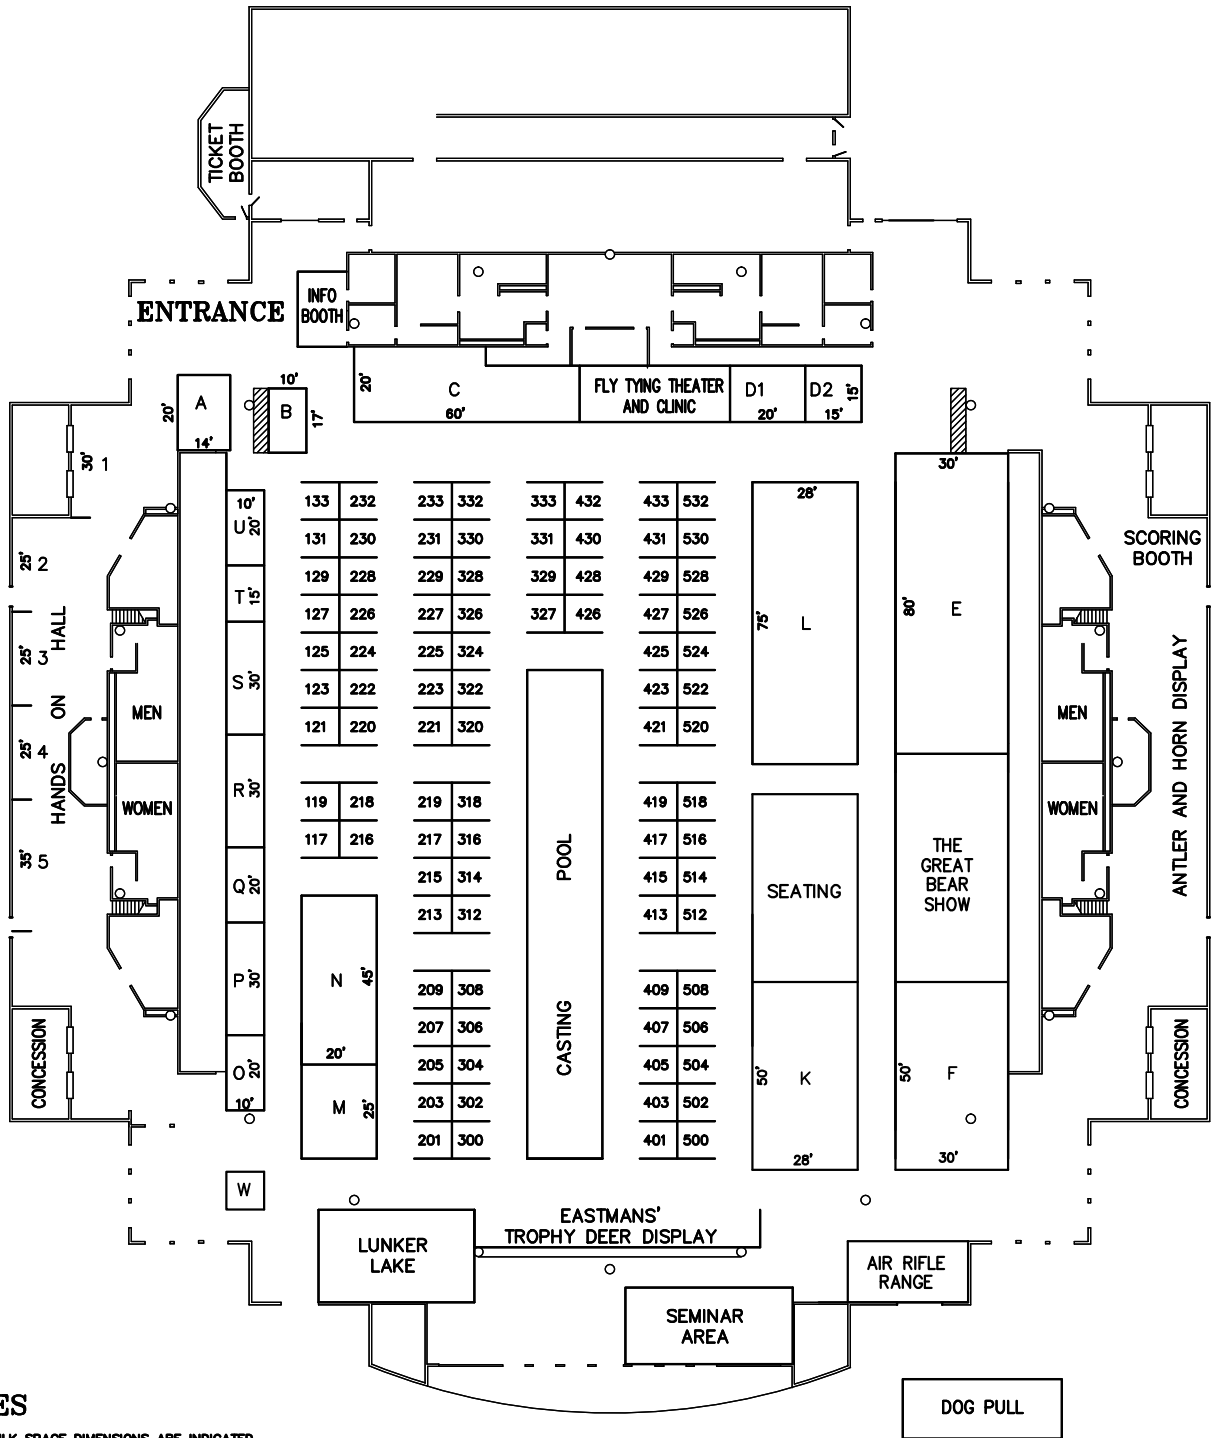 TICKET
BOOTH
ENTRANCE
INFO
BOOTH
20'
C
60'
FLY TYING THEATER
AND CLINIC
D1
20'
D2
15'
15'
20'
A
14'
10'
B
17'
30'
1
25'
2
25'
3
25'
4
35'
5
HANDS ON HALL
MEN
WOMEN
CONCESSION
10'
U
20'
T
15'
S
30'
R
30'
Q
20'
P
30'
O
20'
10'
W
133 232
131 230
129 228
127 226
125 224
123 222
121 220
119 218
117 216
N
45'
20'
M
25'
233 332
231 330
229 328
227 326
225 324
223 322
221 320
219 318
217 316
215 314
213 312
209 308
207 306
205 304
203 302
201 300
333 432
331 430
329 428
327 426
CASTING POOL
433 532
431 530
429 528
427 526
425 524
423 522
421 520
419 518
417 516
415 514
413 512
409 508
407 506
405 504
403 502
401 500
28'
75'
L
SEATING
50'
K
28'
30'
80'
E
THE
GREAT
BEAR
SHOW
50'
F
30'
SCORING
BOOTH
MEN
WOMEN
ANTLER AND HORN DISPLAY
CONCESSION
EASTMANS'
TROPHY DEER DISPLAY
LUNKER
LAKE
AIR RIFLE
RANGE
SEMINAR
AREA
DOG PULL
ES
SPACE DIMENSIONS ARE INDICATED